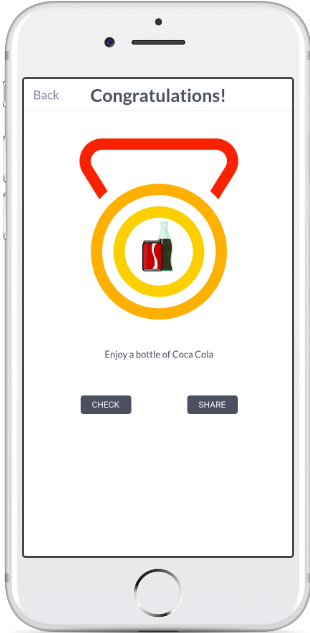 Back
Congratulations!
Enjoy a bottle of Coca Cola
CHECK
SHARE